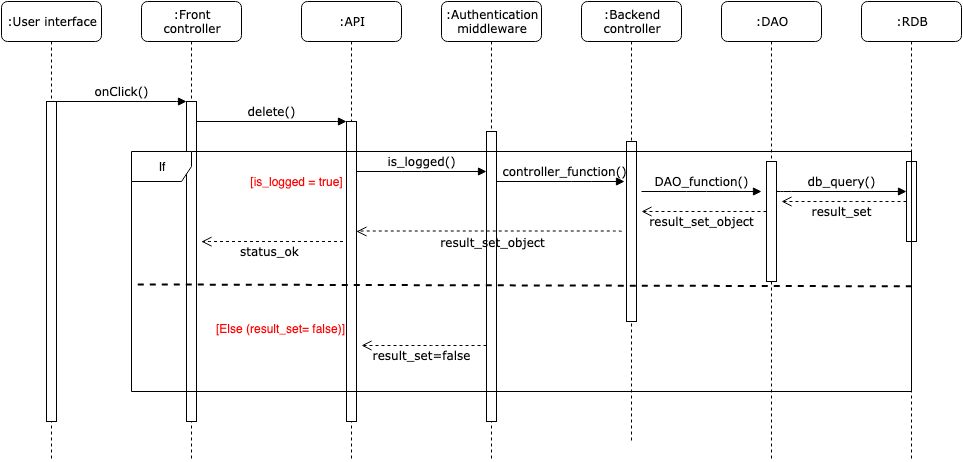 :User interface
:Front
controller
:API
:Authentication
middleware
:Backend
controller
:DAO
:RDB
onClick()
delete()
If
is_logged()
[is_logged = true]
controller_function()
DAO_function()
db_query()
result_set
result_set_object
result_set_object
status_ok
[Else (result_set= false)]
result_set=false